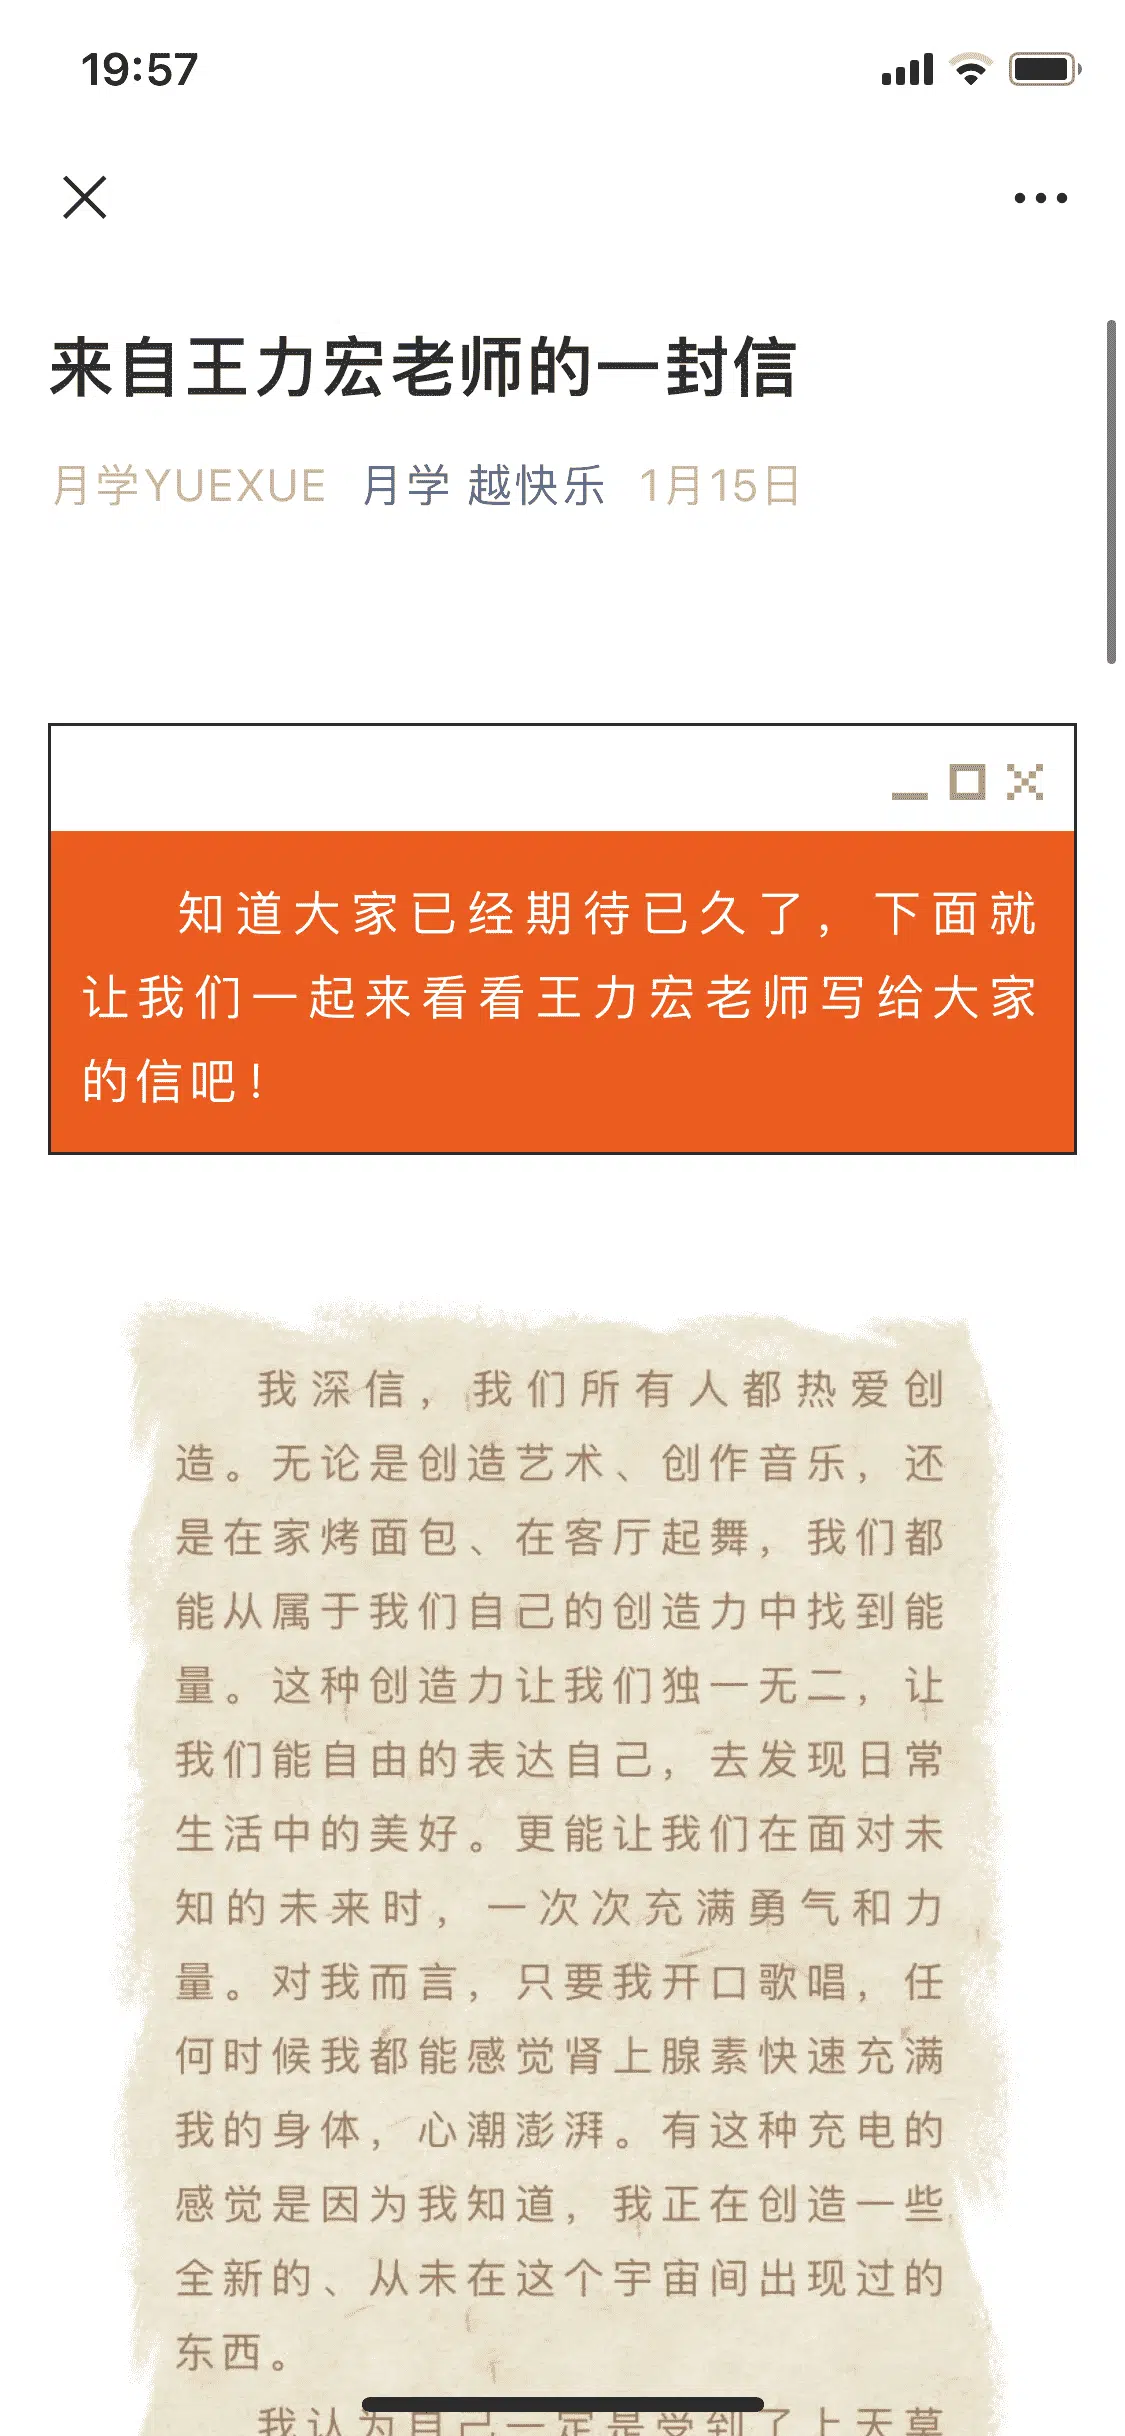 19:57
来自王力宏老师的一封信
月学YUEXUE 月学 越快乐 1月15日
知道大家已经期待已久了，下面就
让我们一起来看看王力宏老师写给大家
的信吧！
我深信，我们所有人都热爱创
造。无论是创造艺术、创作音乐，还
是在家烤面包、在客厅起舞，我们都
能从属于我们自己的创造力中找到能
量。这种创造力让我们独一无二，让
我们能自由的表达自己，去发现日常
生活中的美好。更能让我们在面对未
知的未来时，一次次充满勇气和力
量。对我而言，只要我开口歌唱，任
何时候我都能感觉肾上腺素快速充满
我的身体，心潮澎湃。有这种充电的
感觉是因为我知道，我正在创造一些
全新的、从未在这个宇宙间出现过的
东西。
我认为自己一定是受到了上天莫